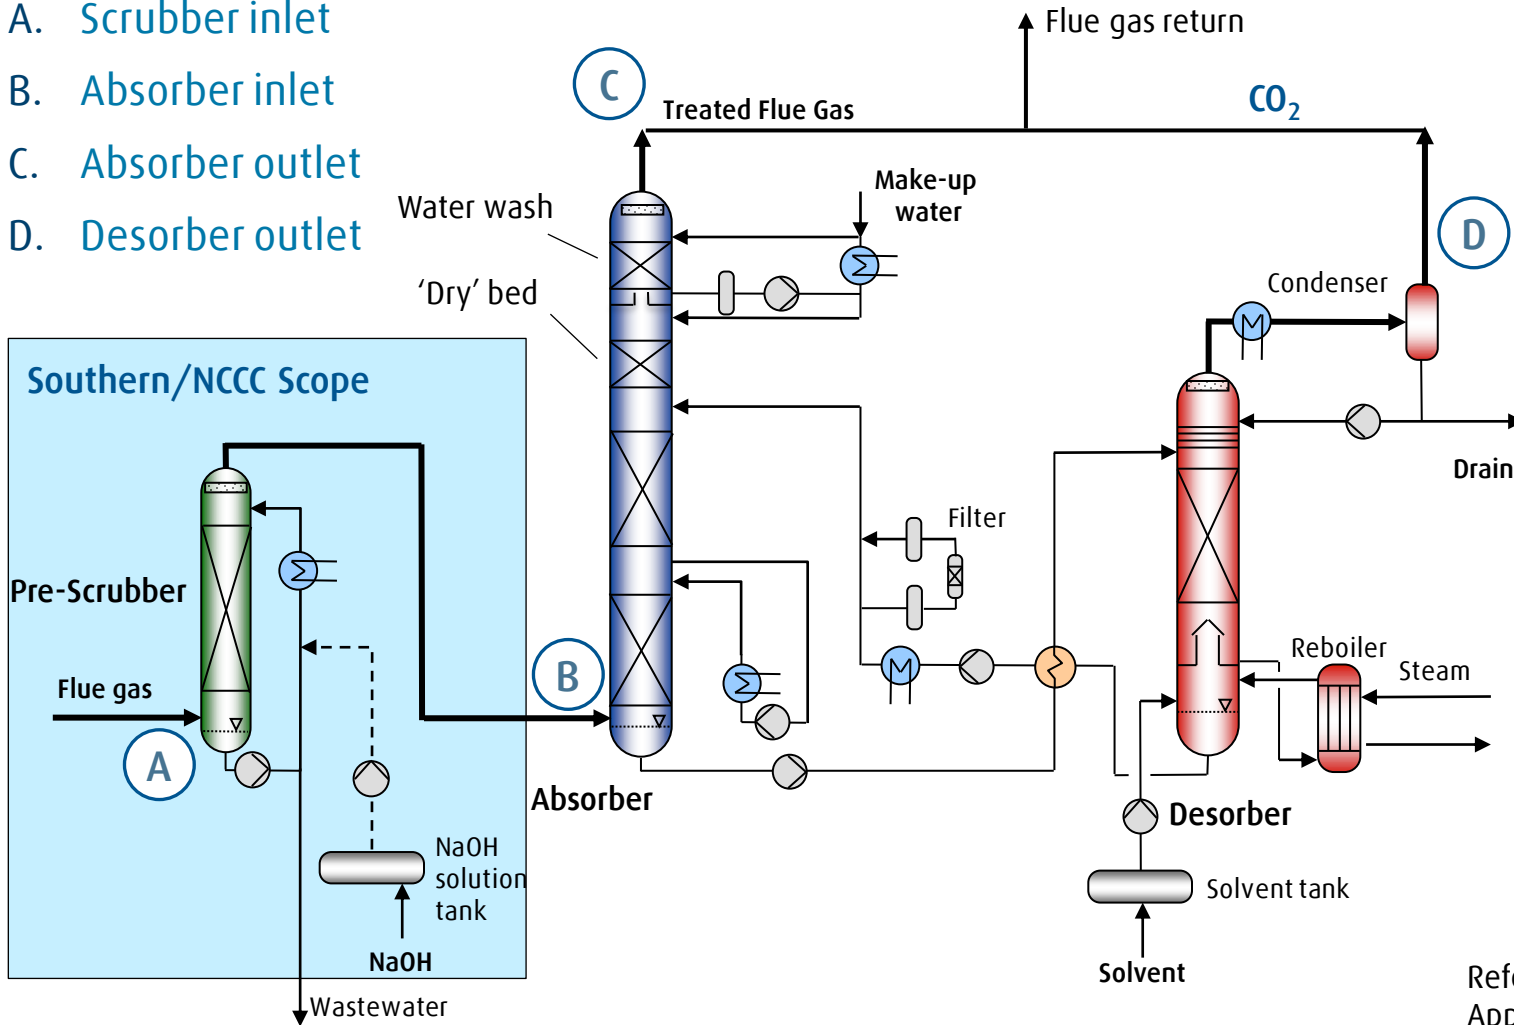 A. Scrubber inlet
B. Absorber inlet
C. Absorber outlet
D. Desorber outlet
Flue gas return
C
Treated Flue Gas
CO₂
Water wash
Make-up
water
D
'Dry' bed
Condenser
Southern/NCCC Scope
Drain
Filter
Pre-Scrubber
Reboiler
Steam
Flue gas
B
A
Absorber
Desorber
NaOH
solution
tank
Solvent tank
NaOH
Solvent
Wastewater